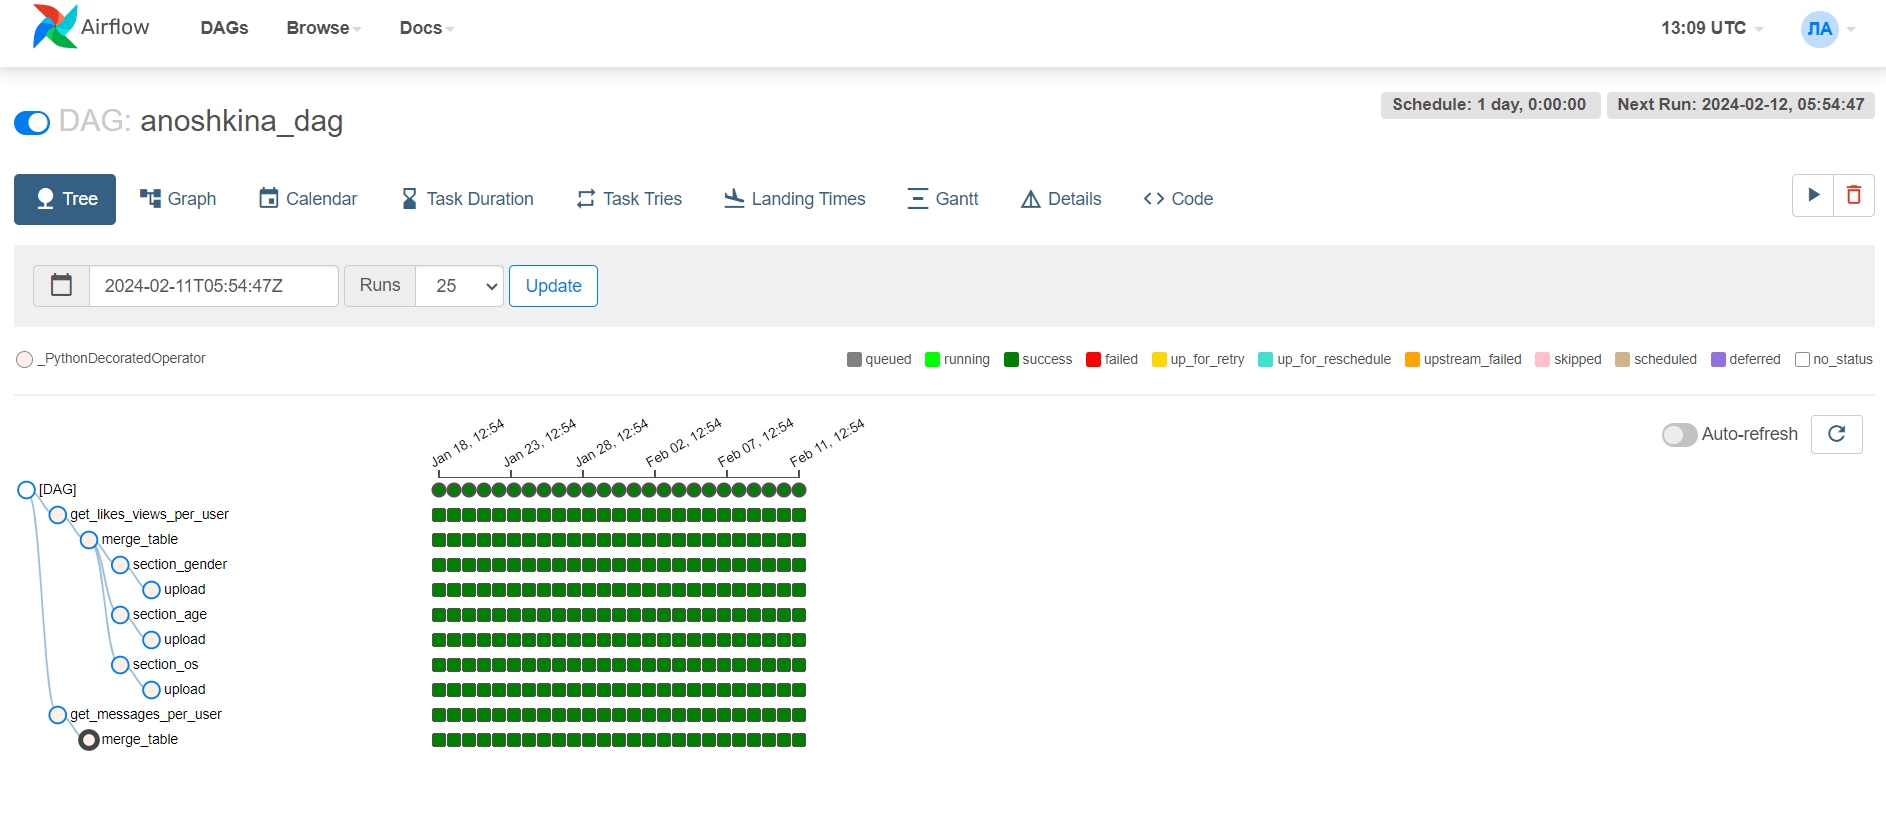 Airflow DAGs Browse Docs 13:09 UTC ЛА
DAG: anoshkina_dag Schedule: 1 day, 0:00:00 Next Run: 2024-02-12, 05:54:47
Tree Graph Calendar Task Duration Task Tries Landing Times Gantt Details Code
2024-02-11T05:54:47Z Runs 25 Update
_PythonDecoratedOperator queued running success failed up_for_retry up_for_reschedule upstream_failed skipped scheduled deferred no_status
Jan 18, 12:54 Jan 23, 12:54 Jan 28, 12:54 Feb 02, 12:54 Feb 07, 12:54 Feb 11, 12:54 Auto-refresh
[DAG]
get_likes_views_per_user
merge_table
section_gender
upload
section_age
upload
section_os
upload
get_messages_per_user
merge_table